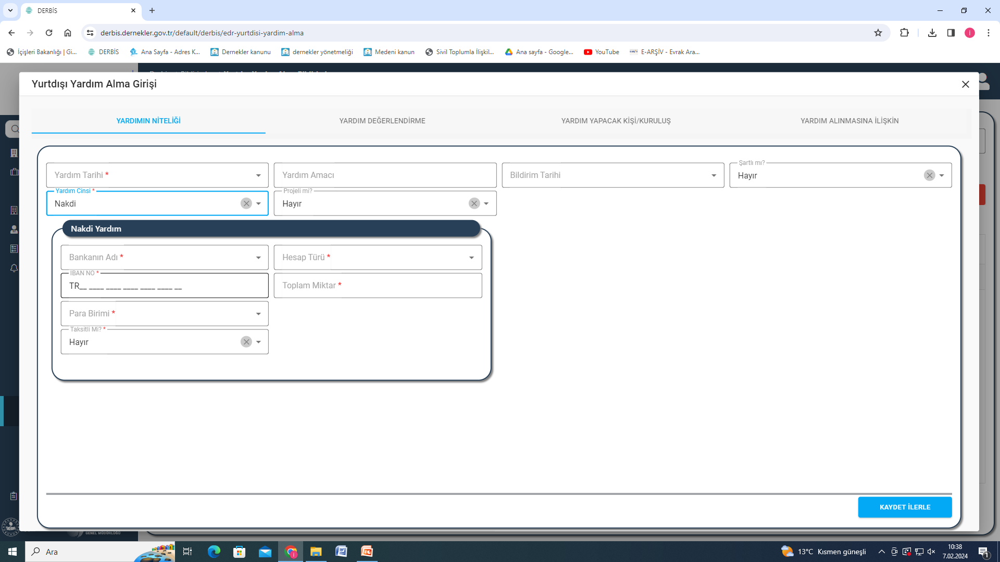 DERBİS
derbis.dernekler.gov.tr/default/derbis/edr-yurtdisi-yardim-alma
İçişleri Bakanlığı | Gi...
DERBİS
Ana Sayfa - Adres K...
Dernekler kanunu
dernekler yönetmeliği
Medeni kanun
Sivil Toplumla İlişkil...
Ana sayfa - Google...
YouTube
E-ARŞİV - Evrak Ara...
Yurtdışı Yardım Alma Girişi
YARDIMIN NİTELİĞİ
YARDIM DEĞERLENDİRME
YARDIM YAPACAK KİŞİ/KURULUŞ
YARDIM ALINMASINA İLİŞKİN
Yardım Tarihi *
Yardım Amacı
Bildirim Tarihi
Şartlı mı?
Hayır
Yardım Cinsi *
Nakdi
Projeli mi?
Hayır
Nakdi Yardım
Bankanın Adı *
Hesap Türü *
IBAN NO *
TR__ ____ ____ ____ ____ ____ __
Toplam Miktar *
Para Birimi *
Taksitli Mi? *
Hayır
KAYDET İLERLE
GENEL MÜDÜRLÜĞÜ
Ara
13°C Kısmen güneşli
10:38
7.02.2024
1